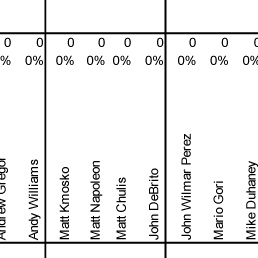 0 0 0 0 0 0 0 0 0
% 0% 0% 0% 0% 0% 0% 0% 0%
Andrew Gregor
Andy Williams
Matt Kmosko
Matt Napoleon
Matt Chulis
John DeBrito
John Wilmar Perez
Mario Gori
Mike Duhaney